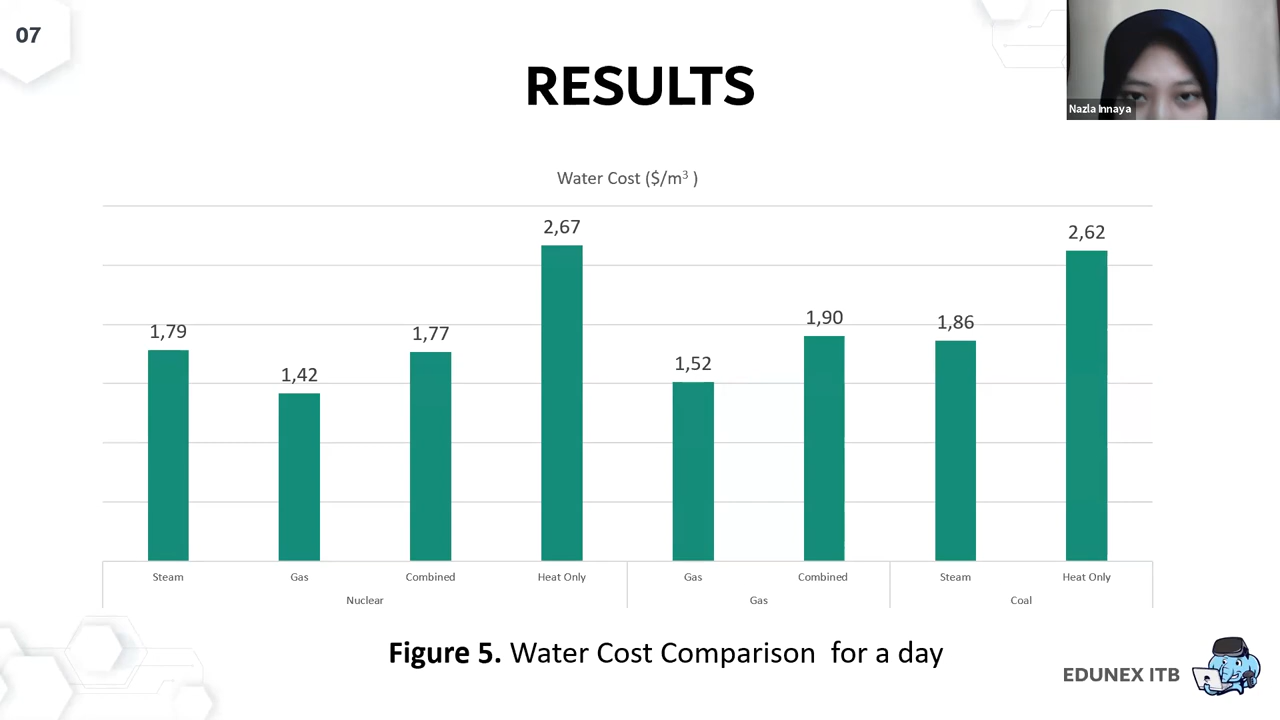 07
RESULTS
Nazla Innaya
Water Cost ($/m³ )
2,67
2,62
1,90
1,86
1,79
1,77
1,52
1,42
Steam Gas Combined Heat Only Gas Combined Steam Heat Only
Nuclear Gas Coal
Figure 5. Water Cost Comparison for a day
EDUNEX ITB